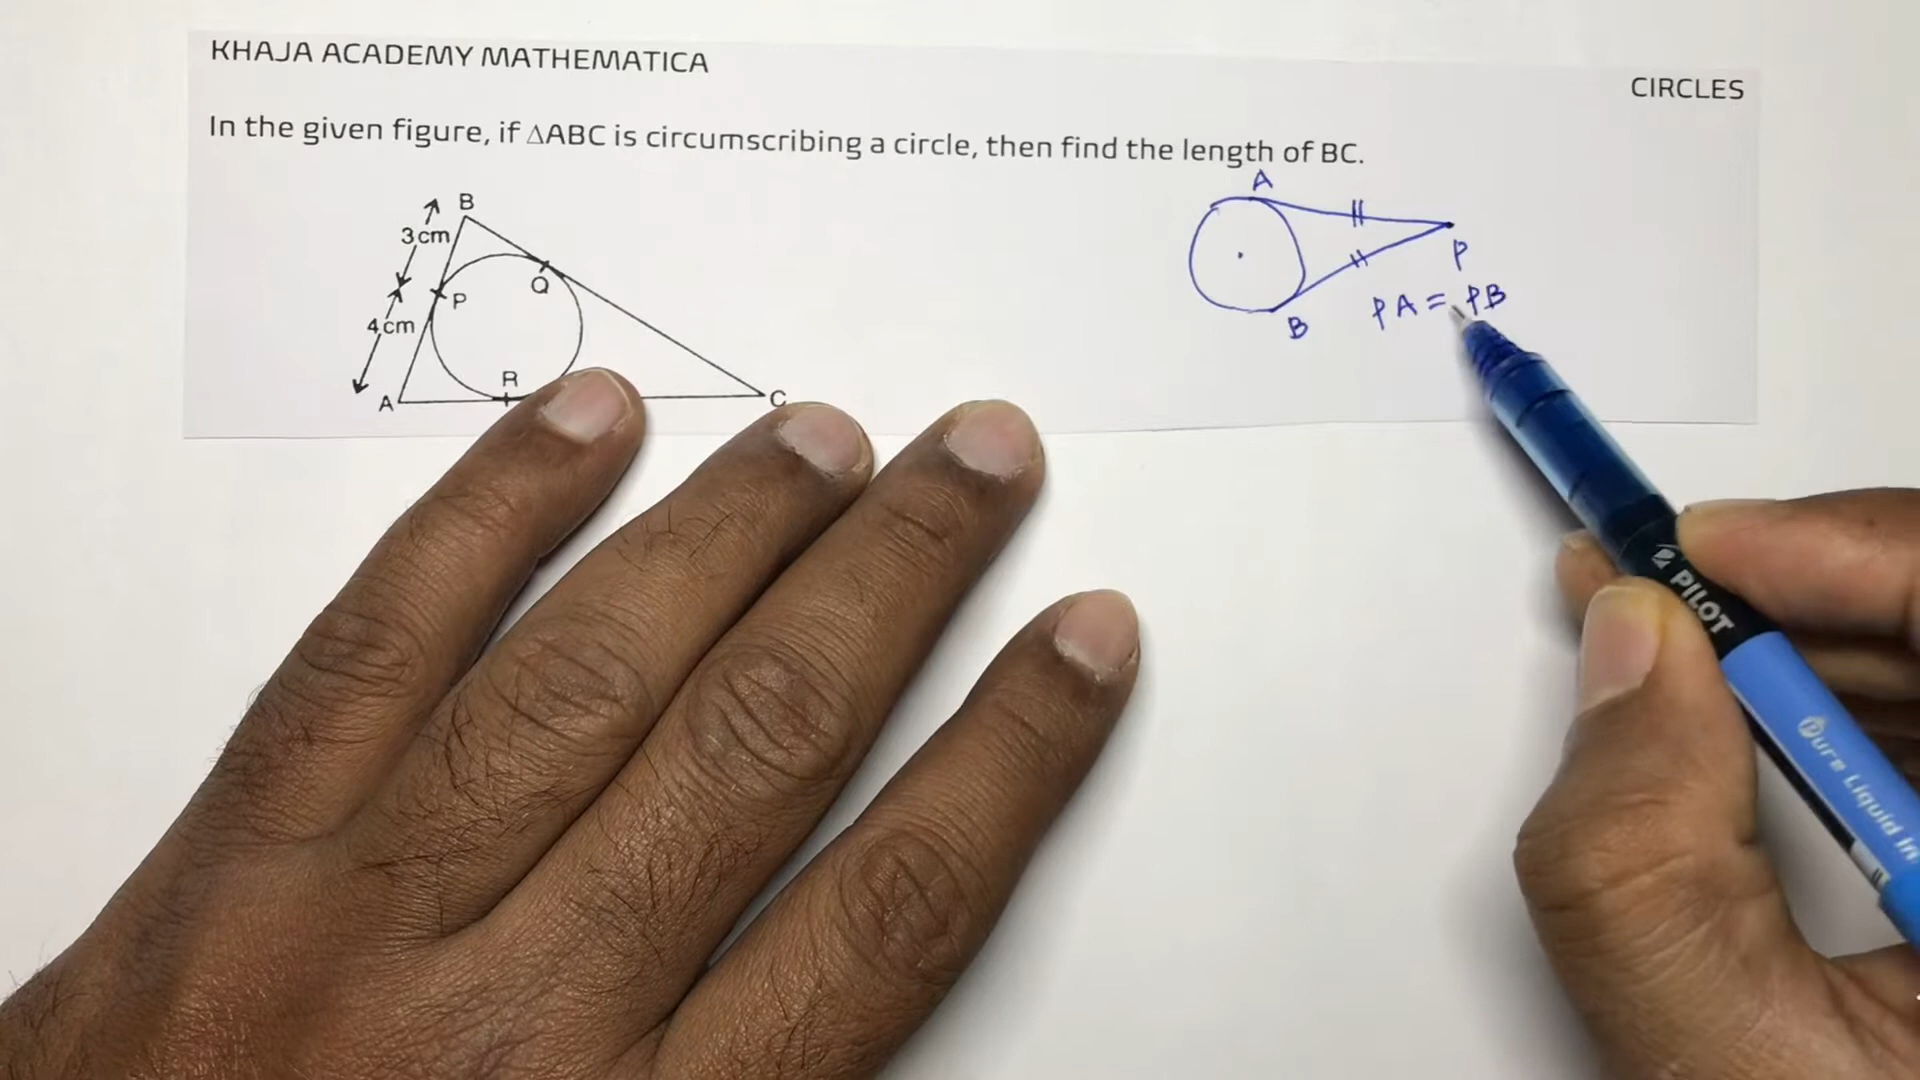 KHAJA ACADEMY MATHEMATICA
CIRCLES
In the given figure, if ∆ABC is circumscribing a circle, then find the length of BC.
B
3 cm
Q
P
4 cm
R
A
C
A
P
B
PA = PB
PILOT
Pure Liquid In